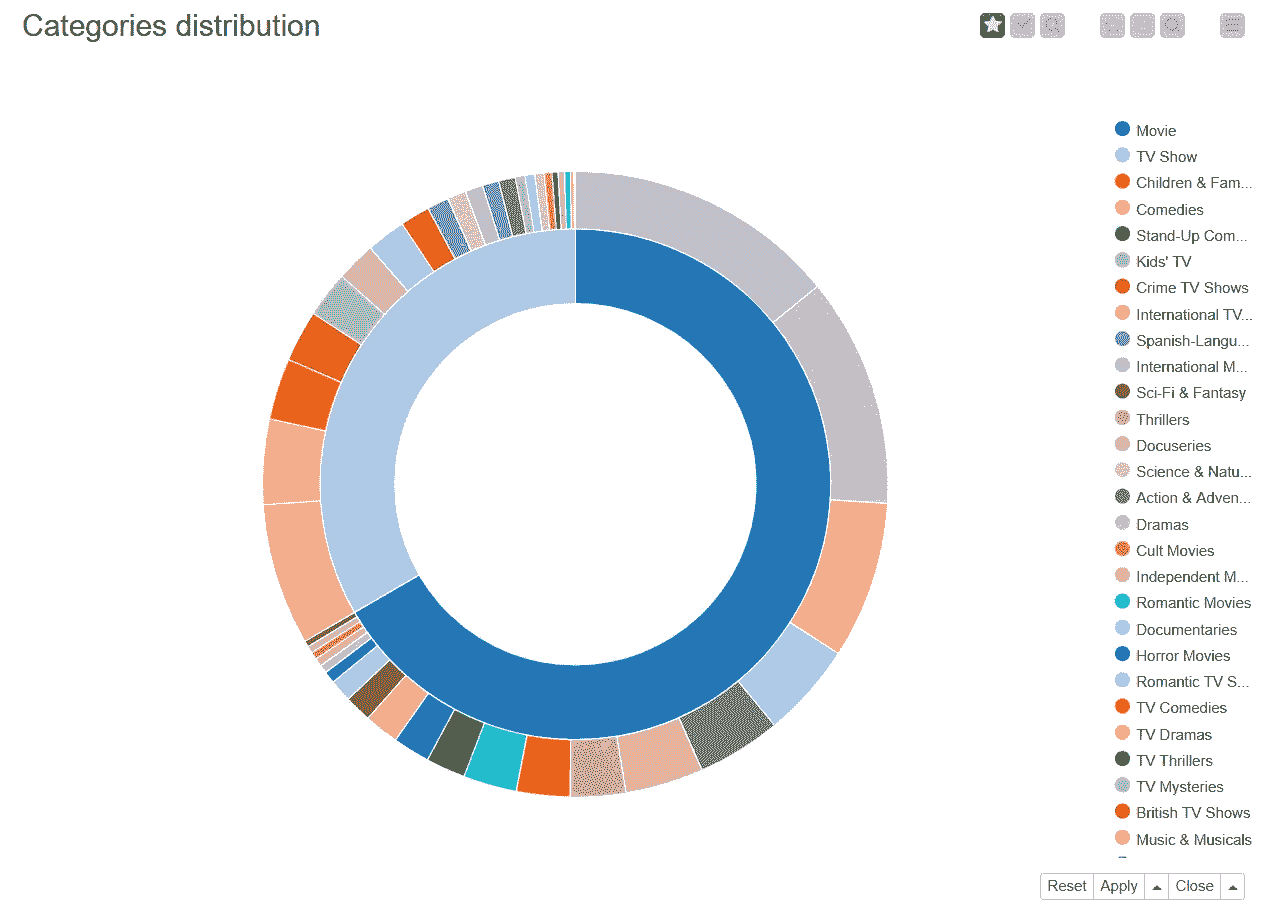 Categories distribution
Movie
TV Show
Children & Fam...
Comedies
Stand-Up Com...
Kids' TV
Crime TV Shows
International TV...
Spanish-Langu...
International M...
Sci-Fi & Fantasy
Thrillers
Docuseries
Science & Natu...
Action & Adven...
Dramas
Cult Movies
Independent M...
Romantic Movies
Documentaries
Horror Movies
Romantic TV S...
TV Comedies
TV Dramas
TV Thrillers
TV Mysteries
British TV Shows
Music & Musicals
Reset Apply Close